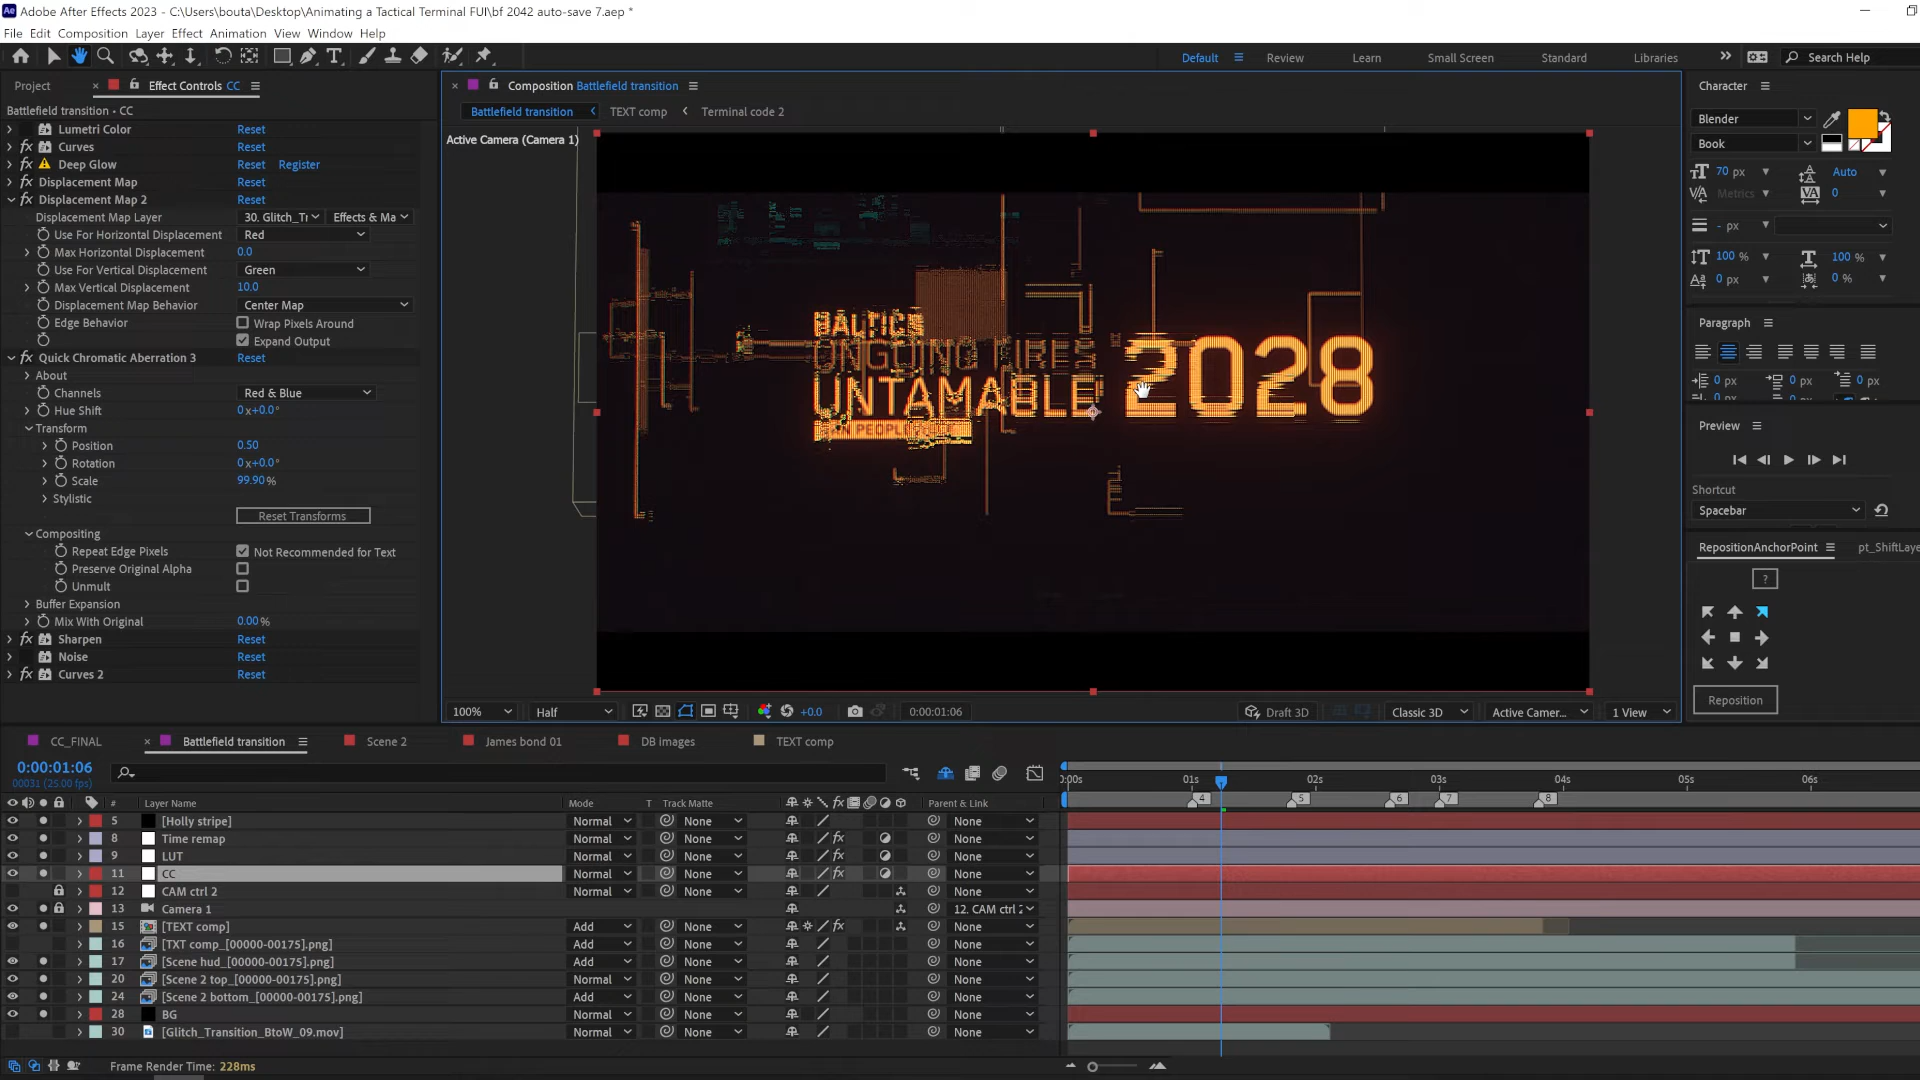 Adobe After Effects 2023 - C:\Users\bouta\Desktop\Animating a Tactical Terminal FUI\bf 2042 auto-save 7.aep *
File Edit Composition Layer Effect Animation View Window Help
Default Review Learn Small Screen Standard Libraries Search Help
Project Effect Controls CC
Composition Battlefield transition
Battlefield transition TEXT comp Terminal code 2
Active Camera (Camera 1)
Battlefield transition • CC
Lumetri Color Reset
Curves Reset
Deep Glow Reset Register
Displacement Map Reset
Displacement Map 2 Reset
Displacement Map Layer 30. Glitch_Tr Effects & Ma
Use For Horizontal Displacement Red
Max Horizontal Displacement 0.0
Use For Vertical Displacement Green
Max Vertical Displacement 10.0
Displacement Map Behavior Center Map
Edge Behavior Wrap Pixels Around
Expand Output
Quick Chromatic Aberration 3 Reset
About
Channels Red & Blue
Hue Shift 0x+0.0°
Transform
Position 0.50
Rotation 0x+0.0°
Scale 99.90 %
Stylistic
Reset Transforms
Compositing
Repeat Edge Pixels Not Recommended for Text
Preserve Original Alpha
Unmult
Buffer Expansion
Mix With Original 0.00 %
Sharpen Reset
Noise Reset
Curves 2 Reset
BALTICS
ONGOING FIRES
UNTAMABLE
PEOPLE
2028
100% Half +0.0 0:00:01:06 Draft 3D Classic 3D Active Camer... 1 View
Character
Blender
Book
70 px Auto
Metrics 0
- px
100 % 100 %
0 px 0 %
Paragraph
0 px 0 px 0 px
Preview
Shortcut
Spacebar
RepositionAnchorPoint pt_ShiftLaye
?
Reposition
CC_FINAL Battlefield transition Scene 2 James bond 01 DB images TEXT comp
0:00:01:06
00031 (25.00 fps)
:00s 01s 02s 03s 04s 05s 06s
4 5 6 7 8
# Layer Name Mode T Track Matte Parent & Link
5 [Holly stripe] Normal None None
8 Time remap Normal None None
9 LUT Normal None None
11 CC Normal None None
12 CAM ctrl 2 Normal None None
13 Camera 1 12. CAM ctrl 2
15 [TEXT comp] Add None None
16 [TXT comp_[00000-00175].png] Add None None
17 [Scene hud_[00000-00175].png] Add None None
20 [Scene 2 top_[00000-00175].png] Normal None None
24 [Scene 2 bottom_[00000-00175].png] Add None None
28 BG Normal None None
30 [Glitch_Transition_BtoW_09.mov] Normal None None
Frame Render Time: 228ms